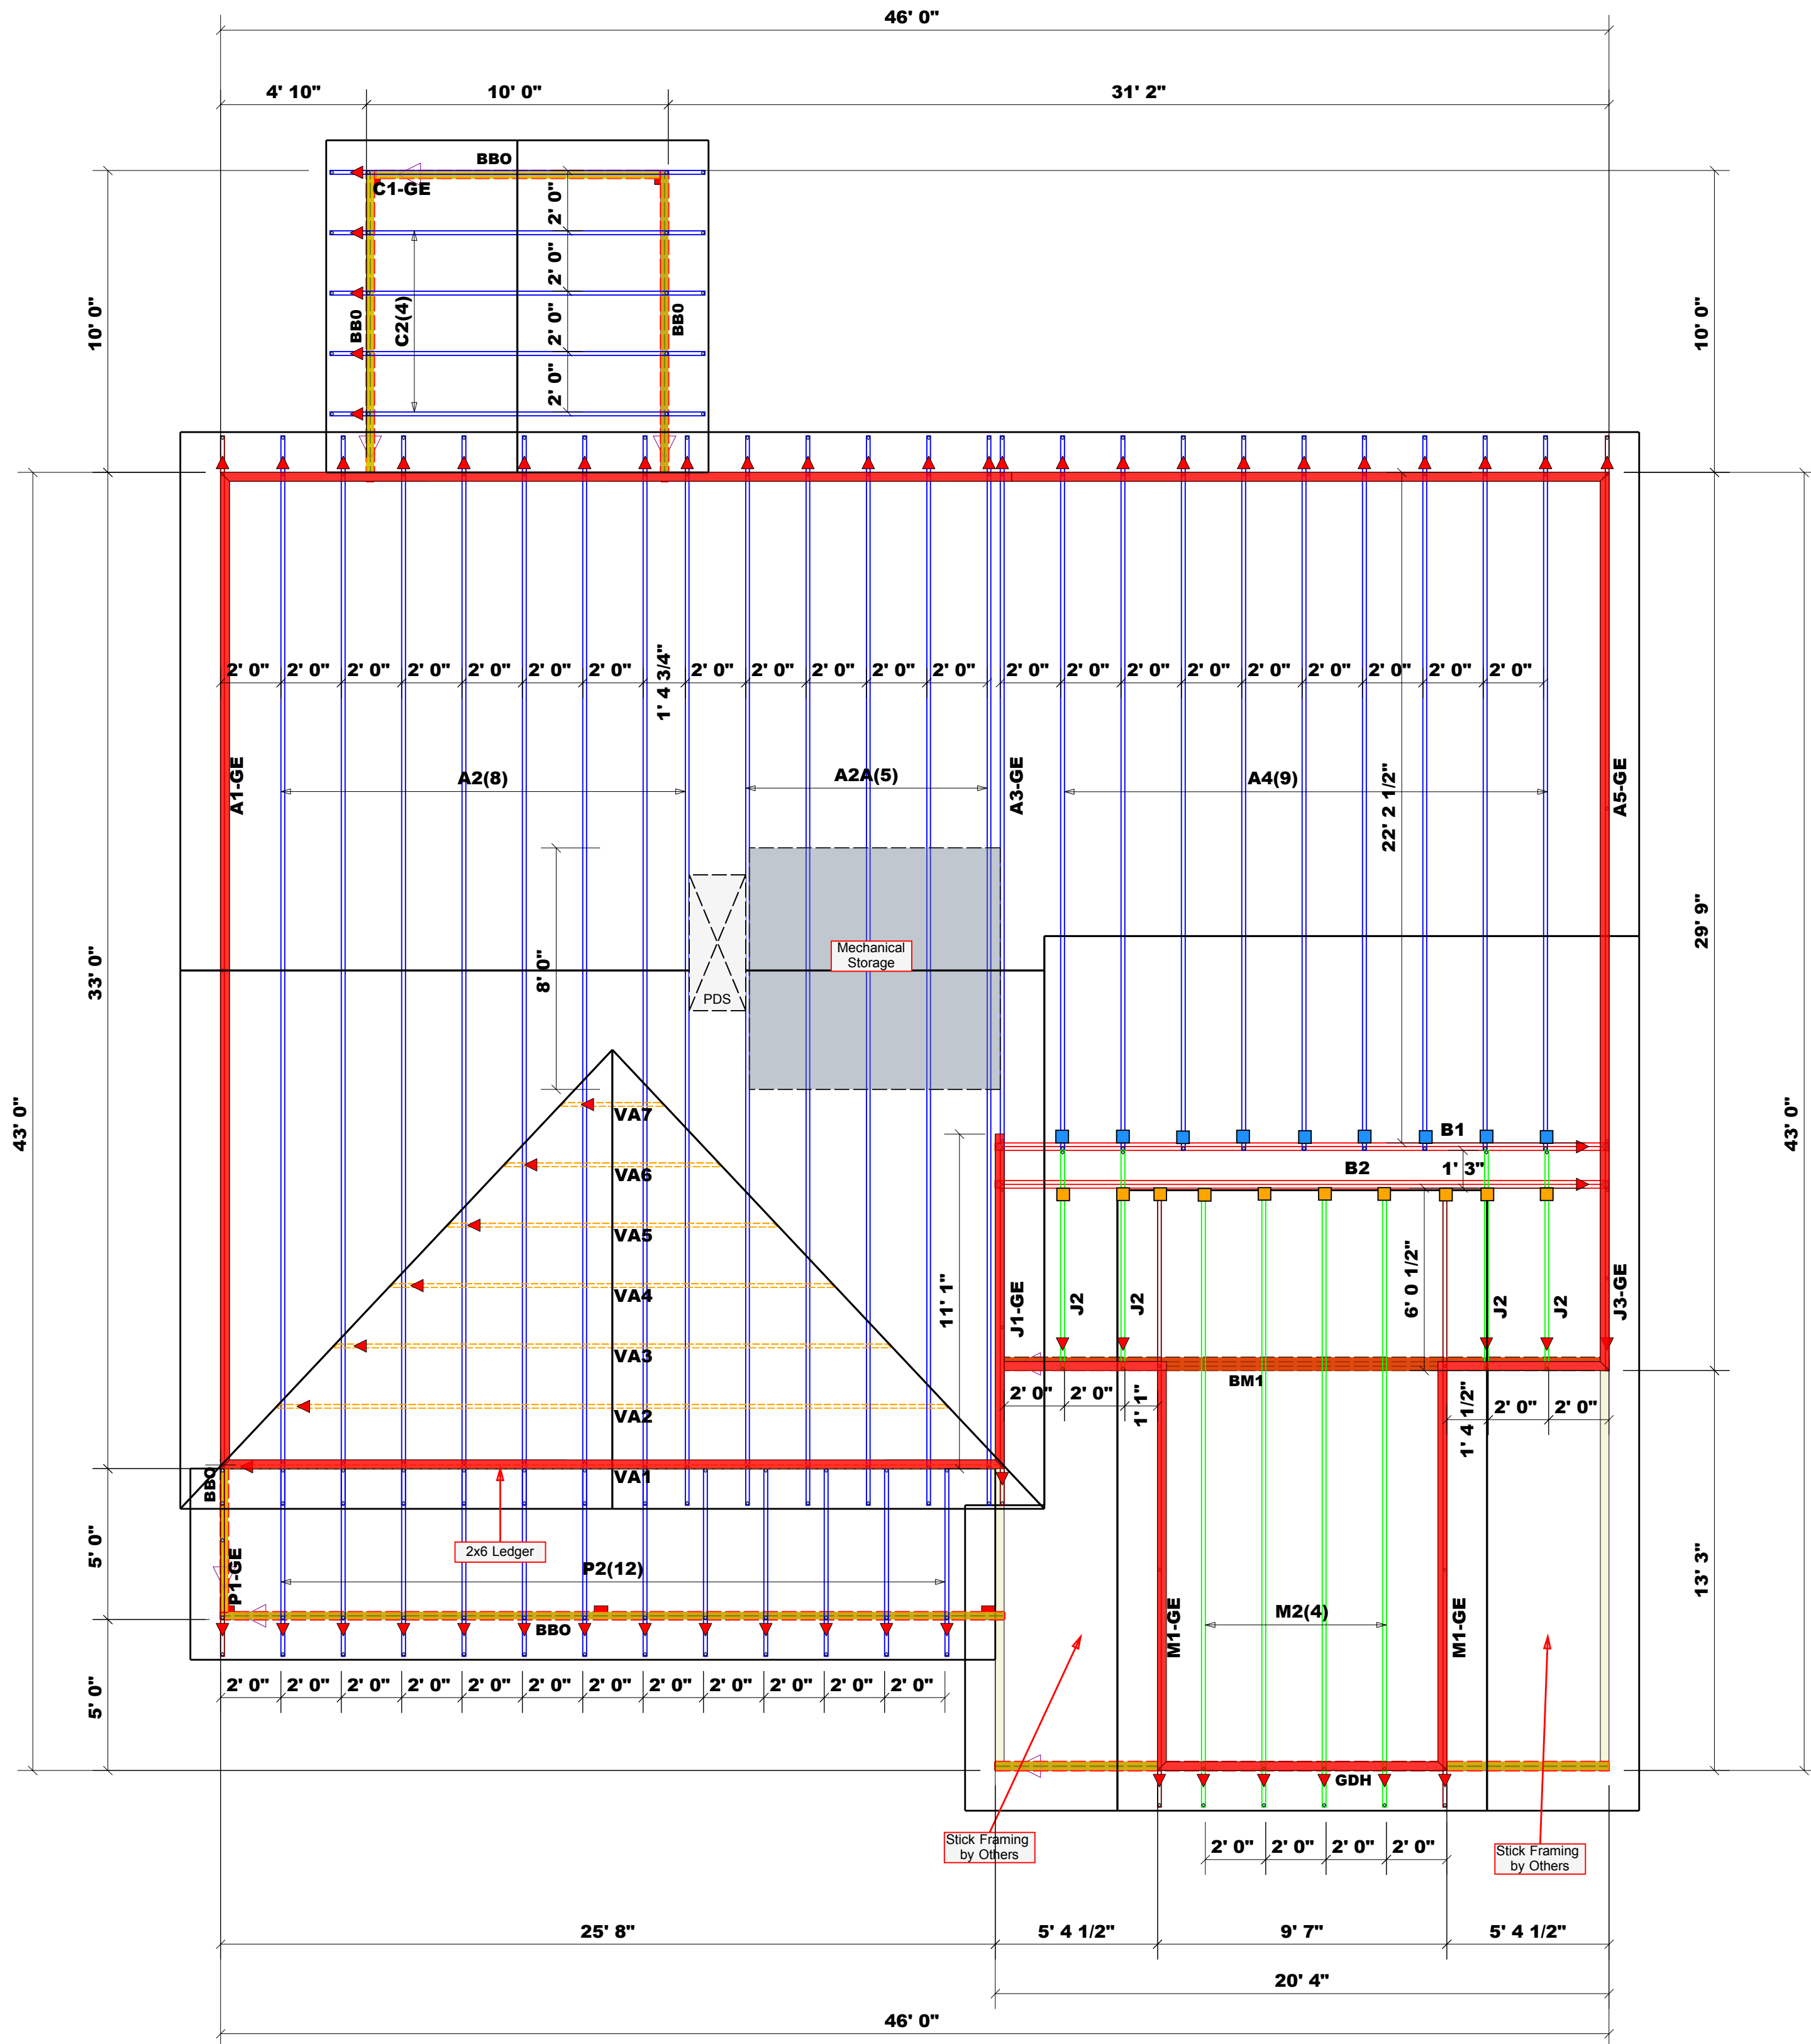 46' 0"
4' 10"
10' 0"
31' 2"
BBO
C1-GE
2' 0"
2' 0"
2' 0"
2' 0"
BBO
C2(4)
BBO
10' 0"
10' 0"
2' 0"
2' 0"
2' 0"
2' 0"
2' 0"
2' 0"
2' 0"
1' 4 3/4"
2' 0"
2' 0"
2' 0"
2' 0"
2' 0"
2' 0"
2' 0"
2' 0"
2' 0"
2' 0"
2' 0"
2' 0"
2' 0"
2' 0"
A1-GE
A2(8)
A2A(5)
A3-GE
A4(9)
22' 2 1/2"
A5-GE
33' 0"
29' 9"
43' 0"
43' 0"
8' 0"
Mechanical
Storage
PDS
VA7
VA6
VA5
VA4
VA3
VA2
VA1
B1
B2
1' 3"
11' 1"
J1-GE
J2
J2
6' 0 1/2"
J2
J2
J3-GE
BM1
2' 0"
2' 0"
1' 1"
1' 4 1/2"
2' 0"
2' 0"
BBO
2x6 Ledger
P1-GE
P2(12)
BBO
5' 0"
5' 0"
13' 3"
M1-GE
M2(4)
M1-GE
2' 0"
2' 0"
2' 0"
2' 0"
2' 0"
2' 0"
2' 0"
2' 0"
2' 0"
2' 0"
2' 0"
2' 0"
GDH
Stick Framing
by Others
Stick Framing
by Others
2' 0"
2' 0"
2' 0"
2' 0"
25' 8"
5' 4 1/2"
9' 7"
5' 4 1/2"
20' 4"
46' 0"